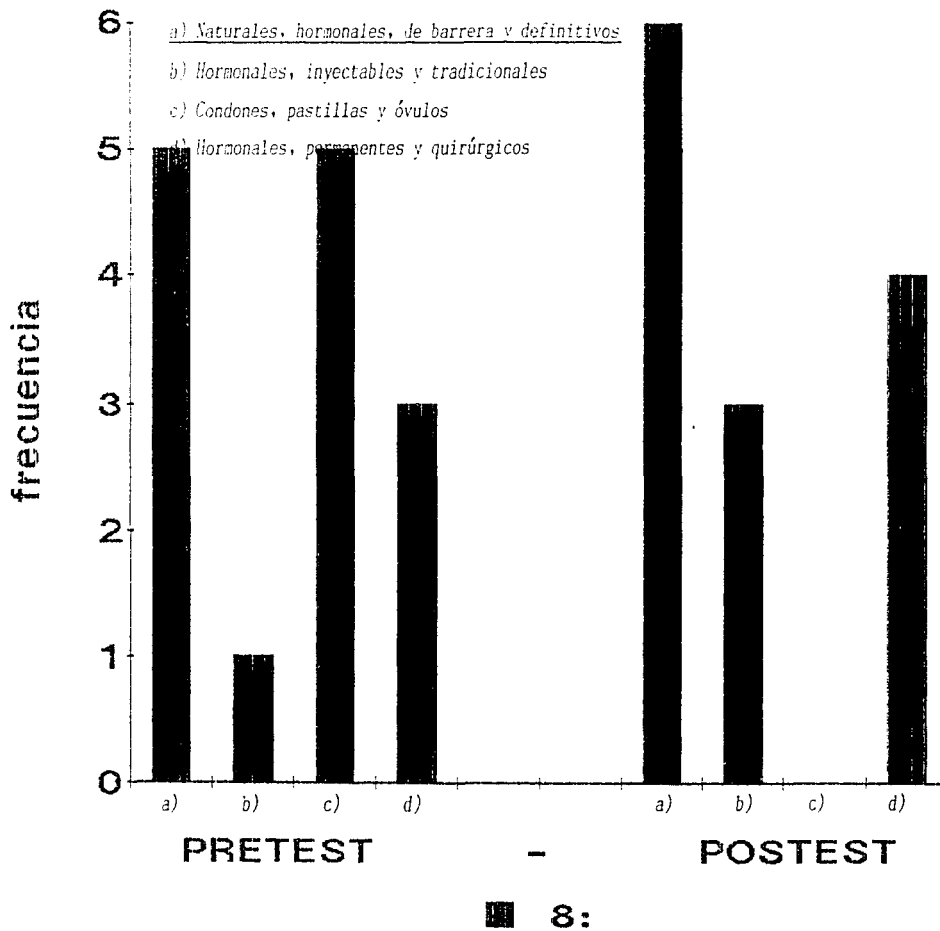 6
a) Naturales, hormonales, de barrera y definitivos
b) Hormonales, inyectables y tradicionales
c) Condones, pastillas y óvulos
5
d) Hormonales, permanentes y quirúrgicos
4
frecuencia
3
2
1
0
a) b) c) d) a) b) c) d)
PRETEST - POSTEST
8: